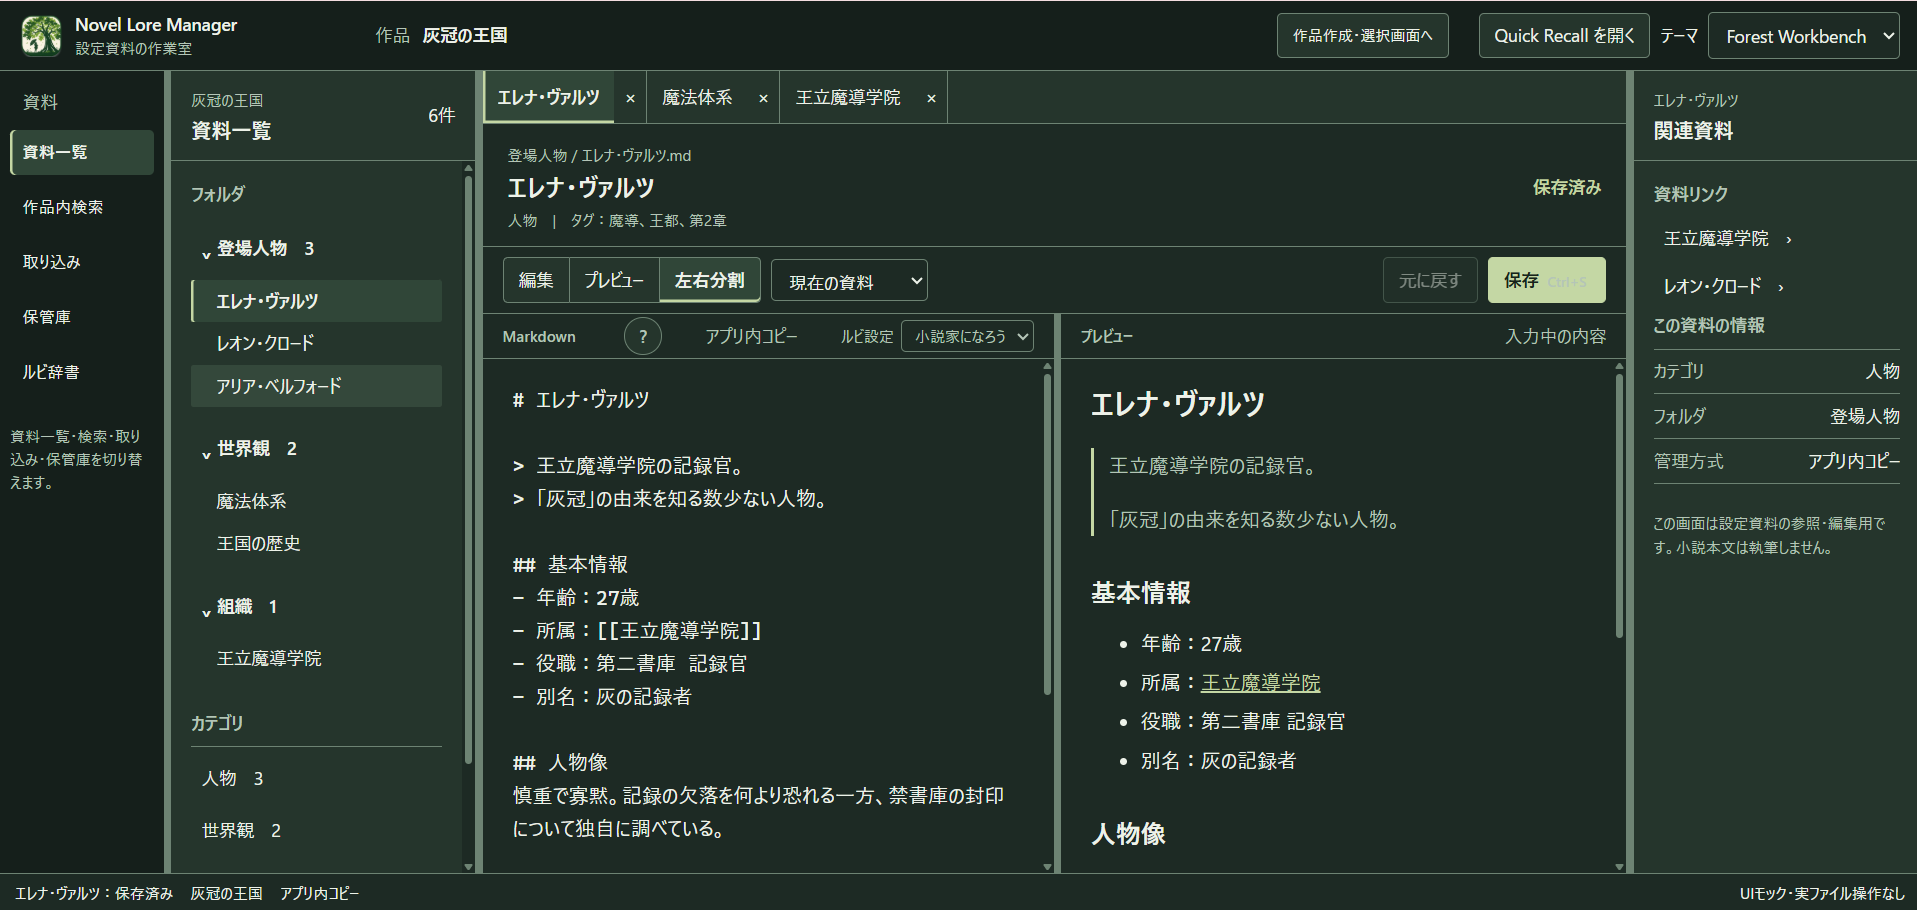 Novel Lore Manager
設定資料の作業室
作品 灰冠の王国
作品作成・選択画面へ
Quick Recall を開く
テーマ
Forest Workbench
資料
資料一覧
作品内検索
取り込み
保管庫
ルビ辞書
資料一覧・検索・取り
込み・保管庫を切り替
えます。
灰冠の王国
資料一覧
6件
フォルダ
登場人物 3
エレナ・ヴァルツ
レオン・クロード
アリア・ベルフォード
世界観 2
魔法体系
王国の歴史
組織 1
王立魔導学院
カテゴリ
人物 3
世界観 2
エレナ・ヴァルツ ×
魔法体系 ×
王立魔導学院 ×
登場人物 / エレナ・ヴァルツ.md
エレナ・ヴァルツ
人物 | タグ：魔導、王都、第2章
保存済み
編集
プレビュー
左右分割
現在の資料
元に戻す
保存 Ctrl+S
Markdown
?
アプリ内コピー
ルビ設定
小説家になろう
# エレナ・ヴァルツ
> 王立魔導学院の記録官。
> 「灰冠」の由来を知る数少ない人物。
## 基本情報
- 年齢：27歳
- 所属：[[王立魔導学院]]
- 役職：第二書庫 記録官
- 別名：灰の記録者
## 人物像
慎重で寡黙。記録の欠落を何より恐れる一方、禁書庫の封印
について独自に調べている。
プレビュー
入力中の内容
エレナ・ヴァルツ
王立魔導学院の記録官。
「灰冠」の由来を知る数少ない人物。
基本情報
• 年齢：27歳
• 所属：王立魔導学院
• 役職：第二書庫 記録官
• 別名：灰の記録者
人物像
エレナ・ヴァルツ
関連資料
資料リンク
王立魔導学院 ›
レオン・クロード ›
この資料の情報
カテゴリ 人物
フォルダ 登場人物
管理方式 アプリ内コピー
この画面は設定資料の参照・編集用で
す。小説本文は執筆しません。
エレナ・ヴァルツ：保存済み 灰冠の王国 アプリ内コピー
UIモック・実ファイル操作なし